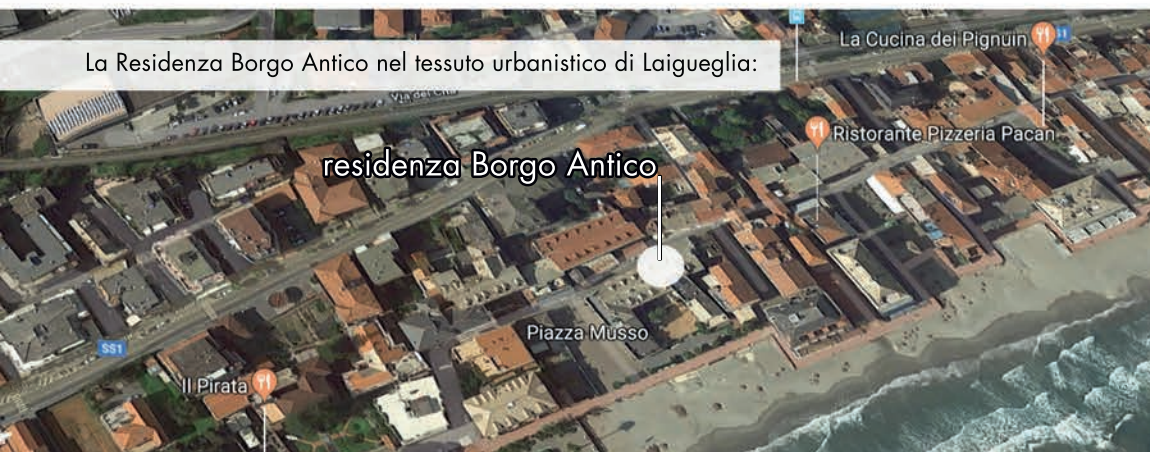 La Cucina dei Pignuin
La Residenza Borgo Antico nel tessuto urbanistico di Laigueglia:
Ristorante Pizzeria Pacan
residenza Borgo Antico
Piazza Musso
SS1
Il Pirata